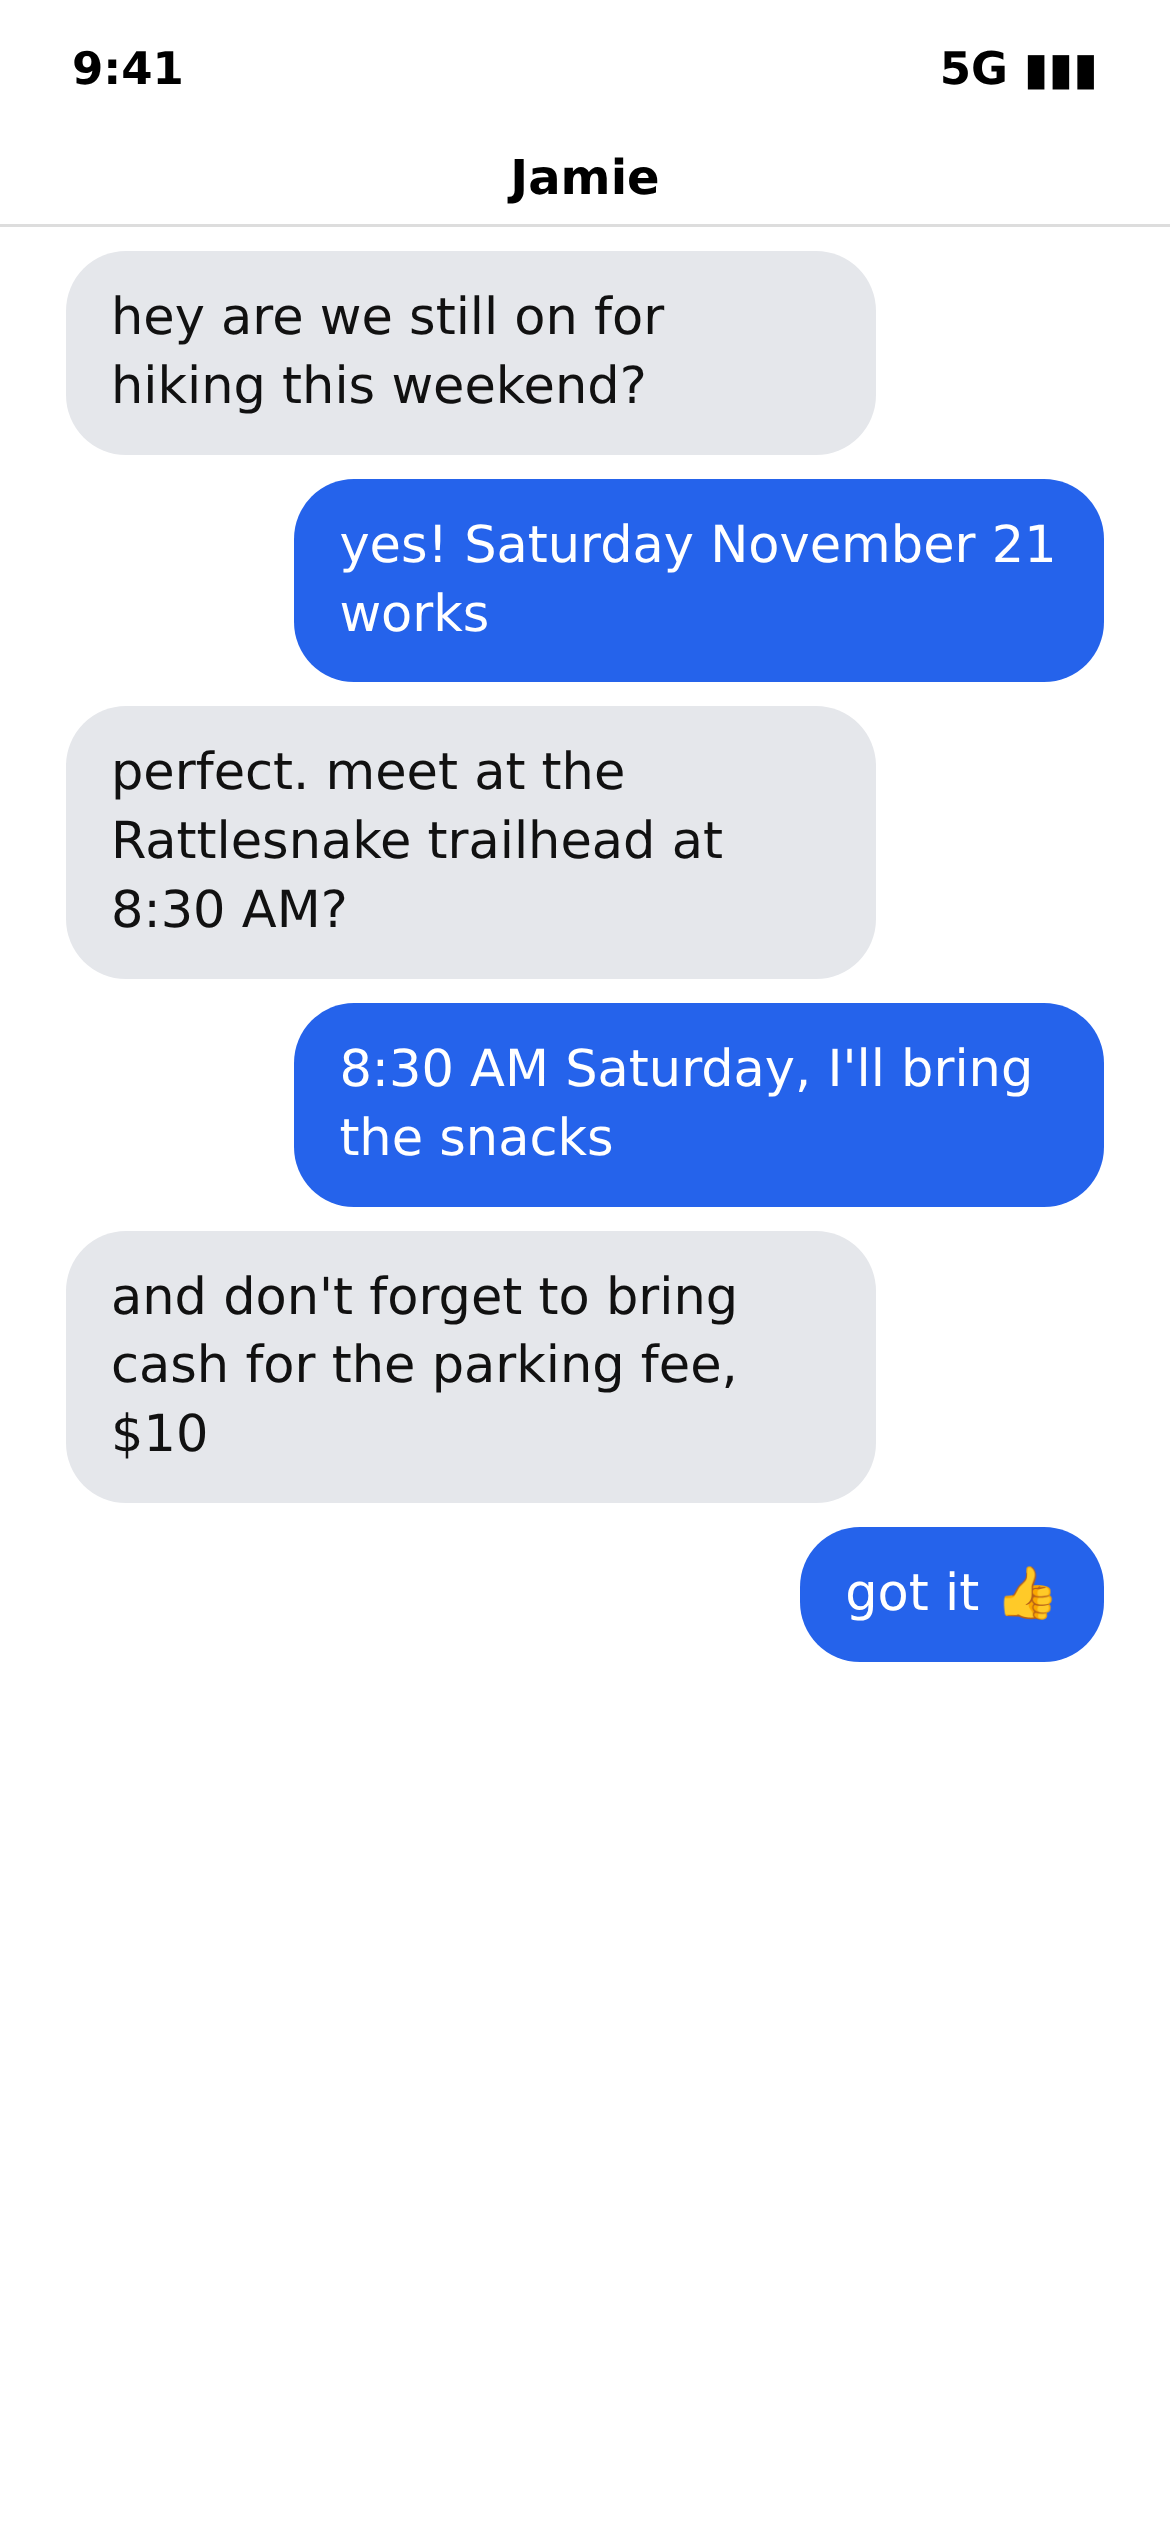 9:41 5G
Jamie
hey are we still on for
hiking this weekend?
yes! Saturday November 21
works
perfect. meet at the
Rattlesnake trailhead at
8:30 AM?
8:30 AM Saturday, I'll bring
the snacks
and don't forget to bring
cash for the parking fee,
$10
got it 👍